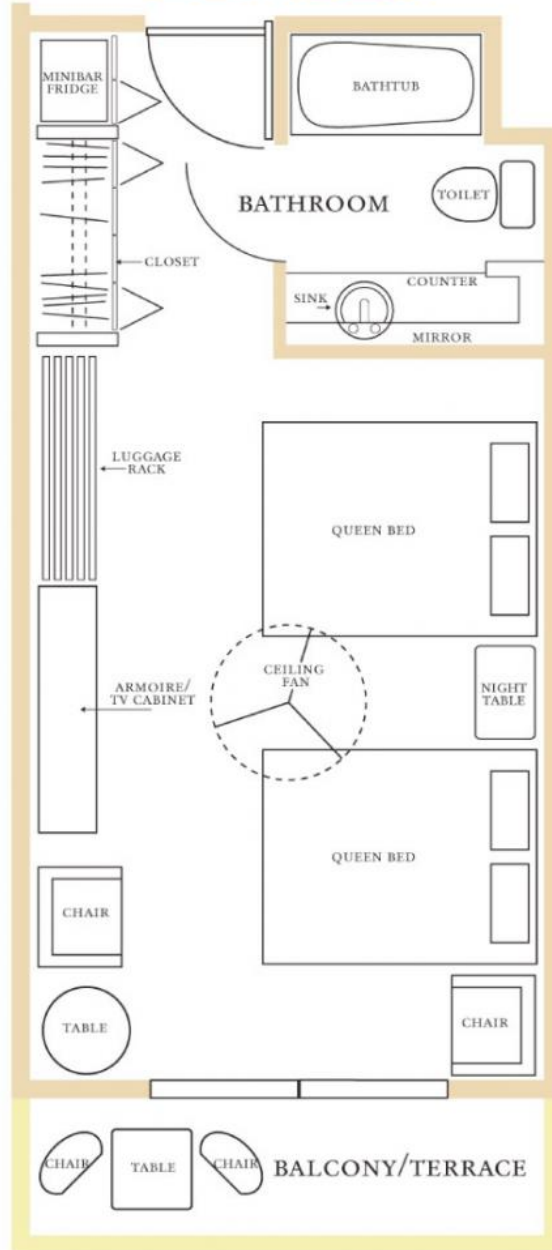 MINIBAR
FRIDGE
BATHTUB
BATHROOM
TOILET
CLOSET
COUNTER
SINK
MIRROR
LUGGAGE
RACK
QUEEN BED
CEILING
FAN
ARMOIRE/
TV CABINET
NIGHT
TABLE
QUEEN BED
CHAIR
TABLE
CHAIR
CHAIR
TABLE
CHAIR
BALCONY/TERRACE